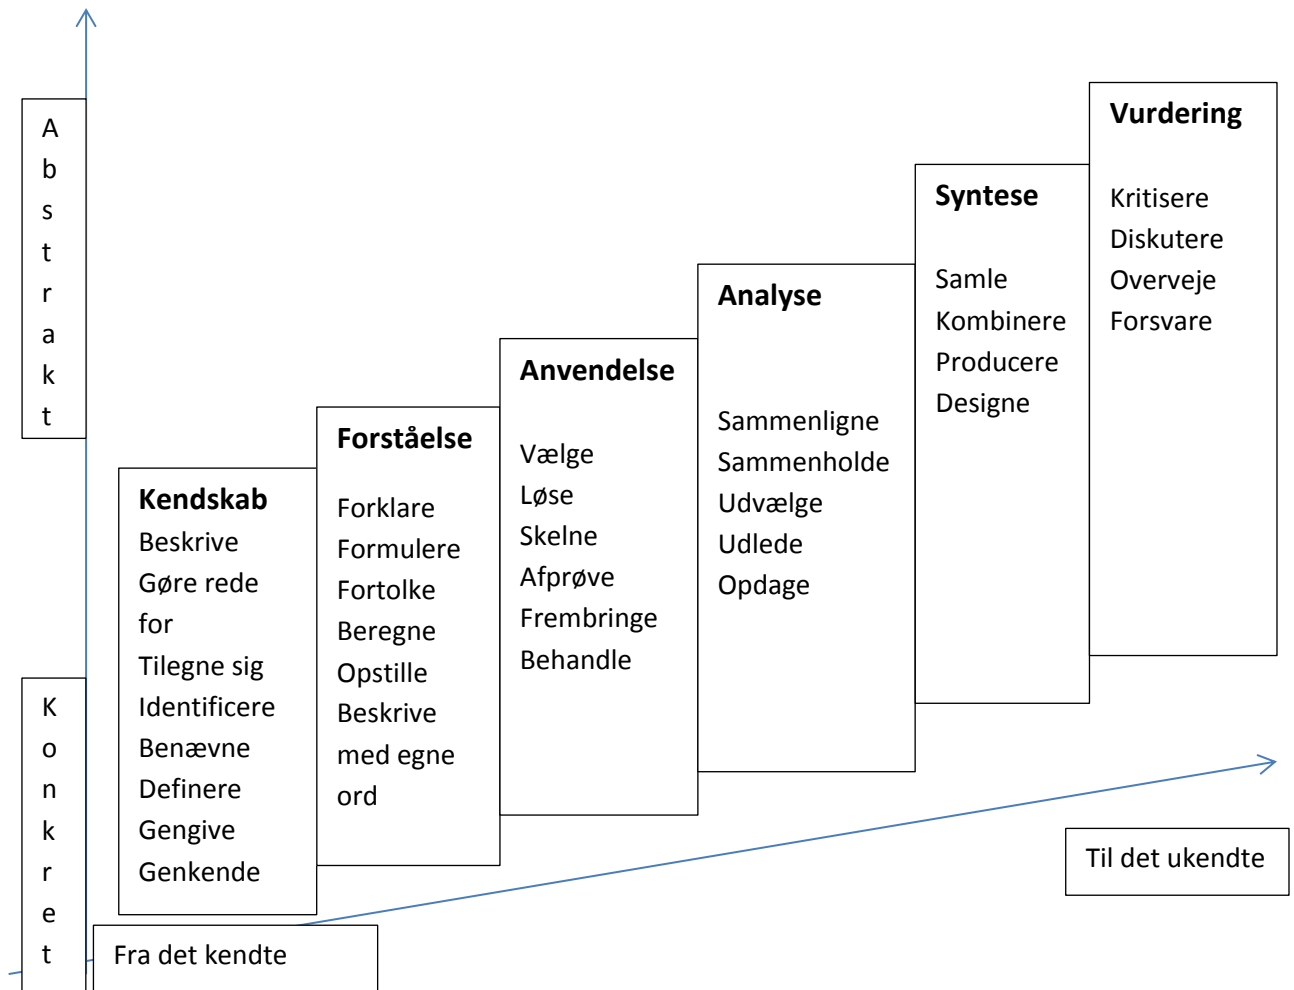 Abstrakt
Konkret
Kendskab
Beskrive
Gøre rede
for
Tilegne sig
Identificere
Benævne
Definere
Gengive
Genkende
Forståelse
Forklare
Formulere
Fortolke
Beregne
Opstille
Beskrive
med egne
ord
Anvendelse
Vælge
Løse
Skelne
Afprøve
Frembringe
Behandle
Analyse
Sammenligne
Sammenholde
Udvælge
Udlede
Opdage
Syntese
Samle
Kombinere
Producere
Designe
Vurdering
Kritisere
Diskutere
Overveje
Forsvare
Fra det kendte
Til det ukendte